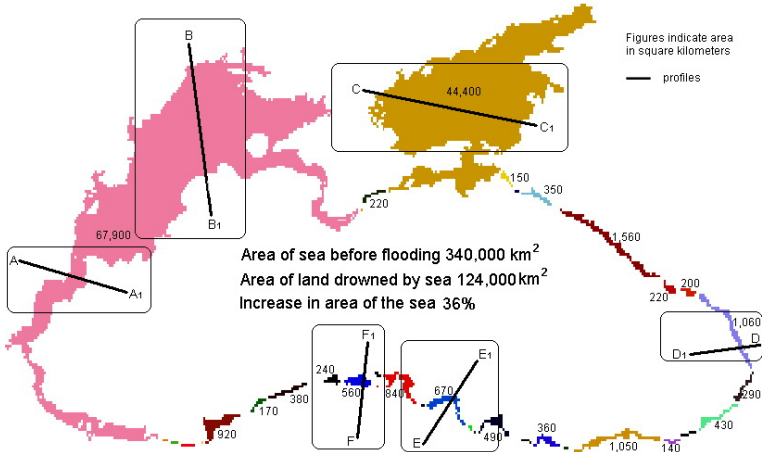 B
Figures indicate area
in square kilometers
profiles
C
44,400
C1
150
350
220
B1
67,900
1,560
Area of sea before flooding 340,000 km²
A
Area of land drowned by sea 124,000 km²
A1
Increase in area of the sea 36%
220
200
1,060
D
D1
F1
E1
240
380
560
840
670
290
170
920
F
E
490
360
1,050
140
430